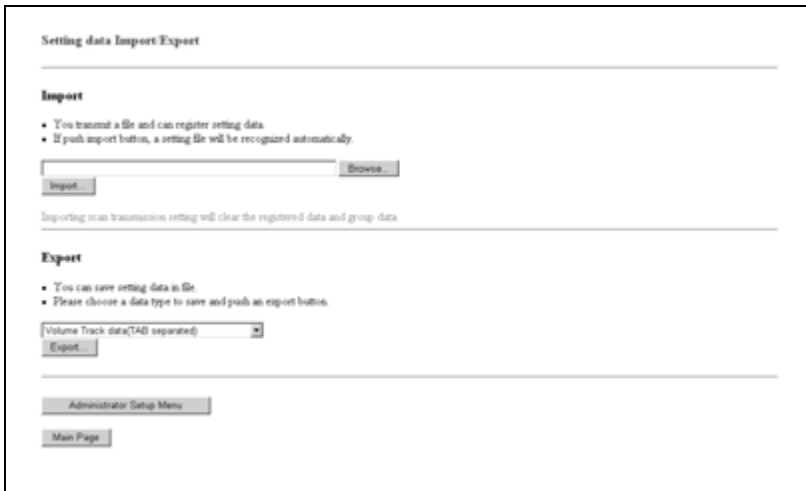 Setting data Import/Export
Import
• You transmit a file and can register setting data.
• If push import button, a setting file will be recognized automatically.
Browse...
Import...
Importing scan transmission setting will clear the registered data and group data
Export
• You can save setting data in file.
• Please choose a data type to save and push an export button.
Volume Track data(TAB separated)
Export...
Administrator Setup Menu
Main Page